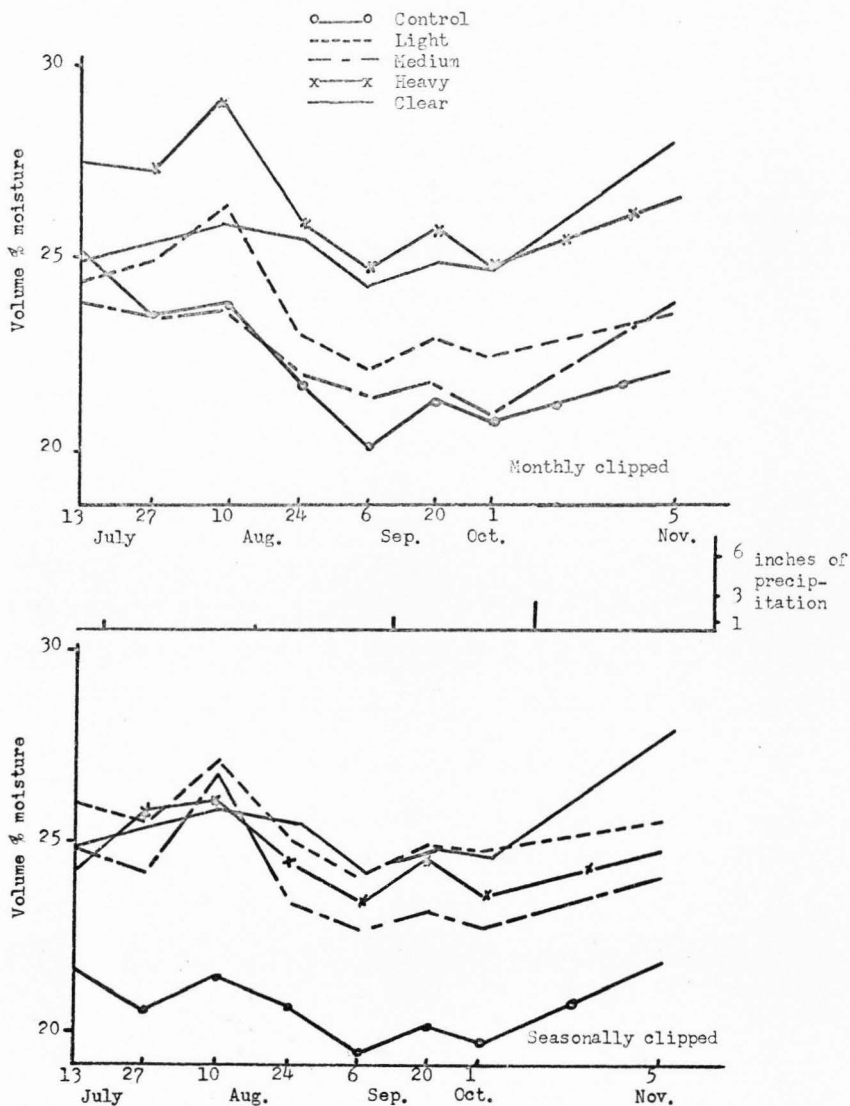 Control
Light
Medium
Heavy
Clear
30
25
20
Volume % moisture
Monthly clipped
13 27 10 24 6 20 1 5
July Aug. Sep. Oct. Nov.
6 inches of
precip-
3 itation
1
30
25
20
Volume % moisture
Seasonally clipped
13 27 10 24 6 20 1 5
July Aug. Sep. Oct. Nov.